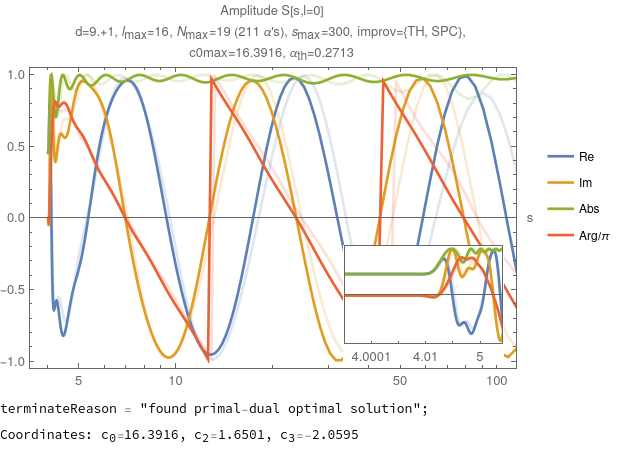 Amplitude S[s,l=0]
d=9.+1, lmax=16, Nmax=19 (211 α's), smax=300, improv={TH, SPC},
c0max=16.3916, αth=0.2713
1.0
0.5
0.0
−0.5
−1.0
s
Re
Im
Abs
Arg/π
4.0001 4.01 5
5 10 50 100
terminateReason = "found primal-dual optimal solution";
Coordinates: c0=16.3916, c2=1.6501, c3=-2.0595